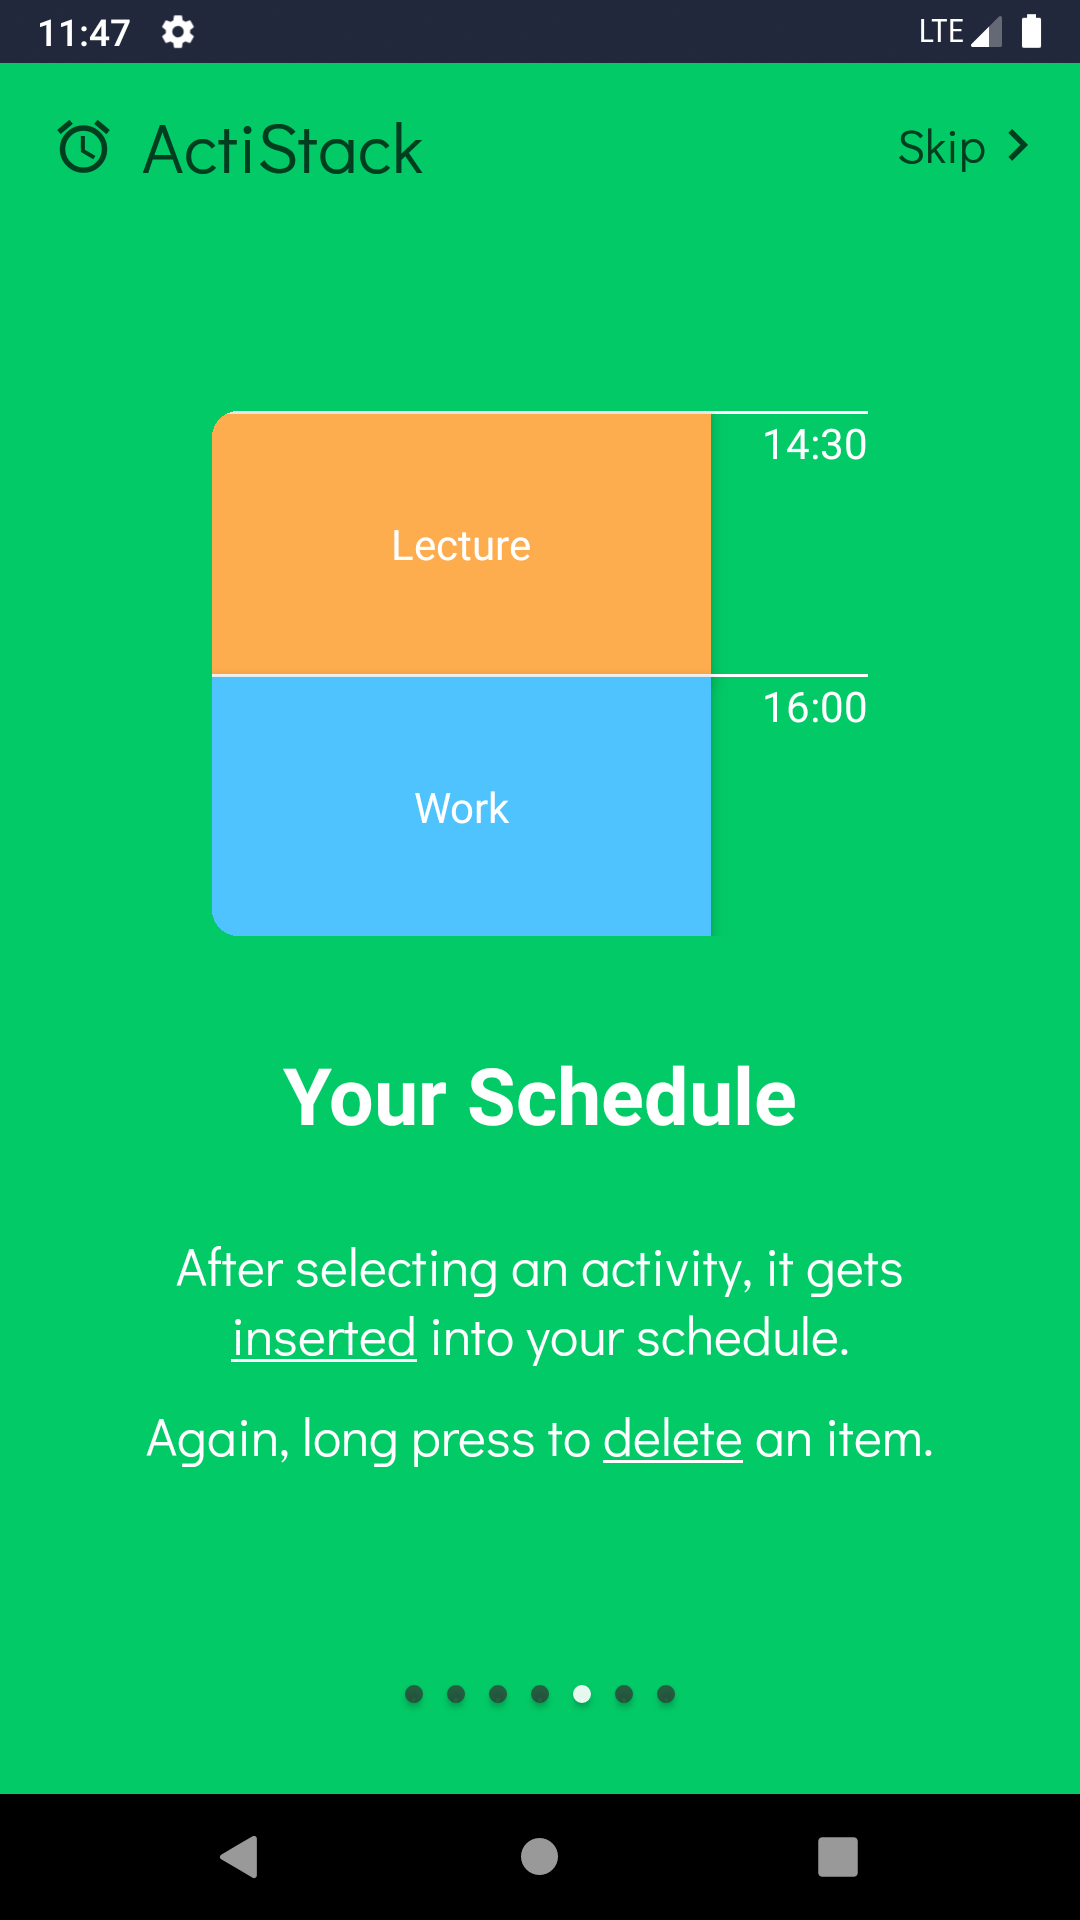 11:47
LTE
ActiStack
Skip
14:30
Lecture
16:00
Work
Your Schedule
After selecting an activity, it gets
inserted into your schedule.
Again, long press to delete an item.